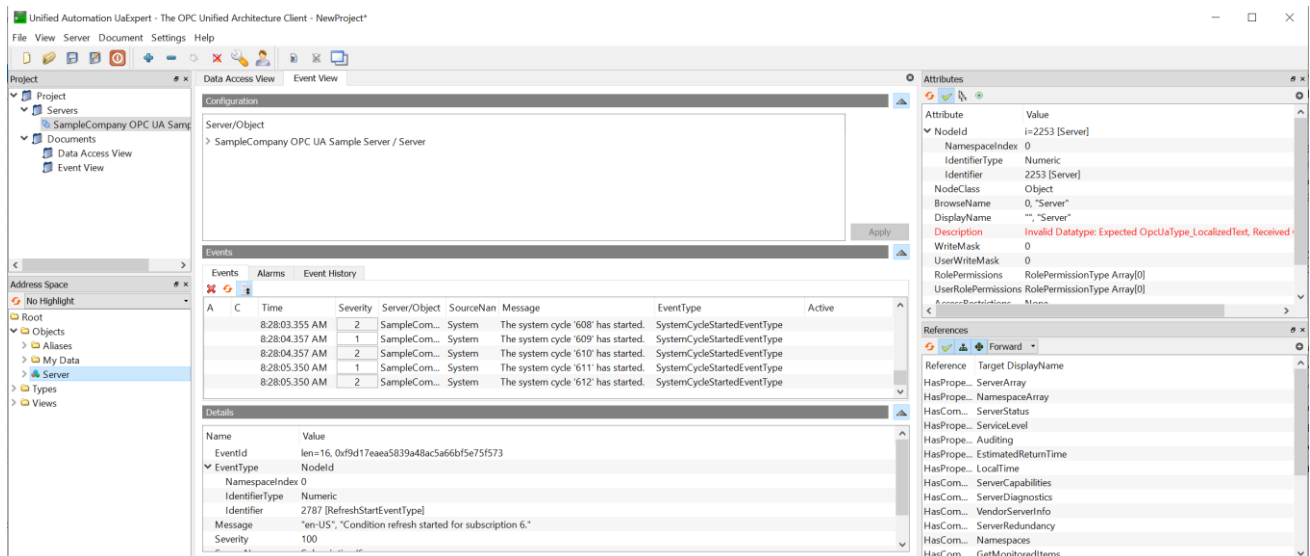 Unified Automation UaExpert - The OPC Unified Architecture Client - NewProject*
File View Server Document Settings Help
Project
Project
Servers
SampleCompany OPC UA Samp
Documents
Data Access View
Event View
Address Space
No Highlight
Root
Objects
Aliases
My Data
Server
Types
Views
Data Access View Event View
Configuration
Server/Object
SampleCompany OPC UA Sample Server / Server
Apply
Events
Events Alarms Event History
A C Time Severity Server/Object SourceNan Message EventType Active
8:28:03.355 AM 2 SampleCom... System The system cycle '608' has started. SystemCycleStartedEventType
8:28:04.357 AM 1 SampleCom... System The system cycle '609' has started. SystemCycleStartedEventType
8:28:04.357 AM 2 SampleCom... System The system cycle '610' has started. SystemCycleStartedEventType
8:28:05.350 AM 1 SampleCom... System The system cycle '611' has started. SystemCycleStartedEventType
8:28:05.350 AM 2 SampleCom... System The system cycle '612' has started. SystemCycleStartedEventType
Details
Name Value
EventId len=16, 0xf9d17eaea5839a48ac5a66bf5e75f573
EventType NodeId
NamespaceIndex 0
IdentifierType Numeric
Identifier 2787 [RefreshStartEventType]
Message "en-US", "Condition refresh started for subscription 6."
Severity 100
Attributes
Attribute Value
NodeId i=2253 [Server]
NamespaceIndex 0
IdentifierType Numeric
Identifier 2253 [Server]
NodeClass Object
BrowseName 0, "Server"
DisplayName "", "Server"
Description Invalid Datatype: Expected OpcUaType_LocalizedText, Received
WriteMask 0
UserWriteMask 0
RolePermissions RolePermissionType Array[0]
UserRolePermissions RolePermissionType Array[0]
AccessRestrictions None
References
Forward
Reference Target DisplayName
HasPrope... ServerArray
HasPrope... NamespaceArray
HasCom... ServerStatus
HasPrope... ServiceLevel
HasPrope... Auditing
HasPrope... EstimatedReturnTime
HasPrope... LocalTime
HasCom... ServerCapabilities
HasCom... ServerDiagnostics
HasCom... VendorServerInfo
HasCom... ServerRedundancy
HasCom... Namespaces
HasCom... GetMonitoredItems